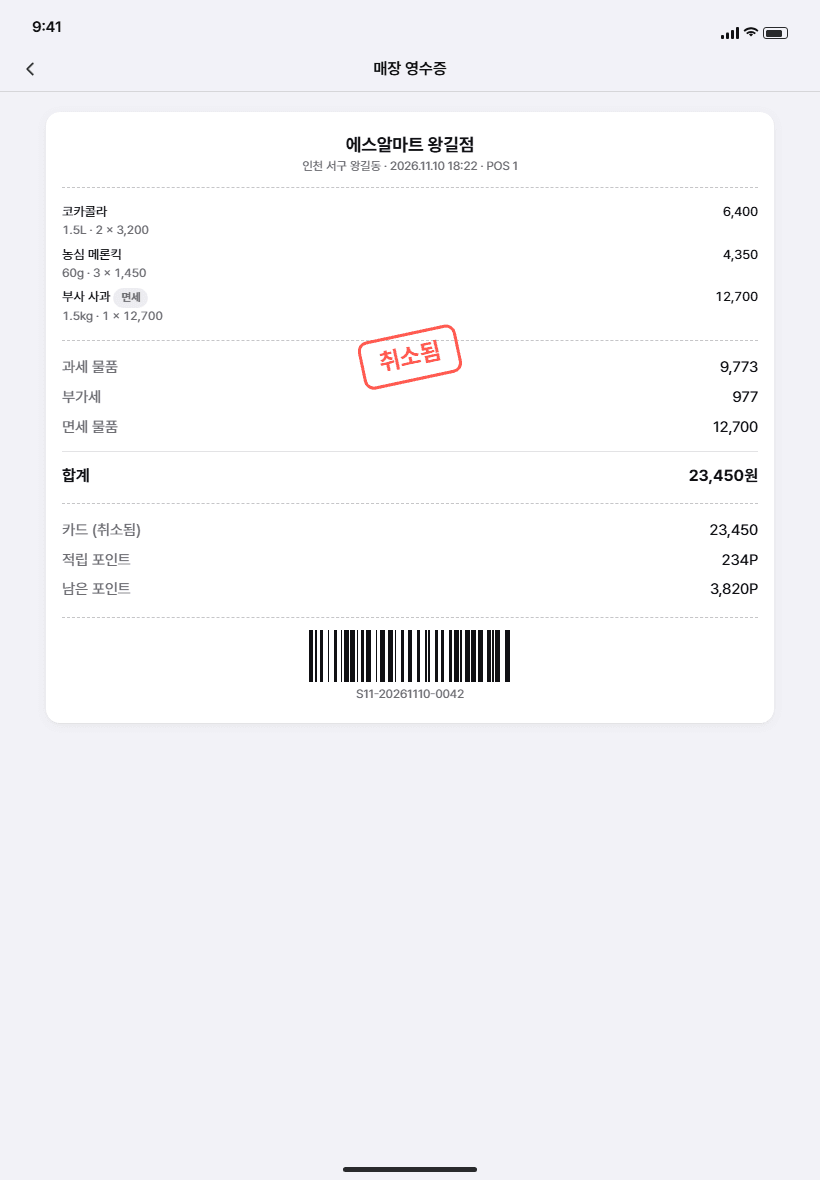 9:41
매장 영수증
에스알마트 왕길점
인천 서구 왕길동 · 2026.11.10 18:22 · POS 1
코카콜라 6,400
1.5L · 2 × 3,200
농심 메론킥 4,350
60g · 3 × 1,450
부사 사과 면세 12,700
1.5kg · 1 × 12,700
취소됨
과세 물품 9,773
부가세 977
면세 물품 12,700
합계 23,450원
카드 (취소됨) 23,450
적립 포인트 234P
남은 포인트 3,820P
S11-20261110-0042